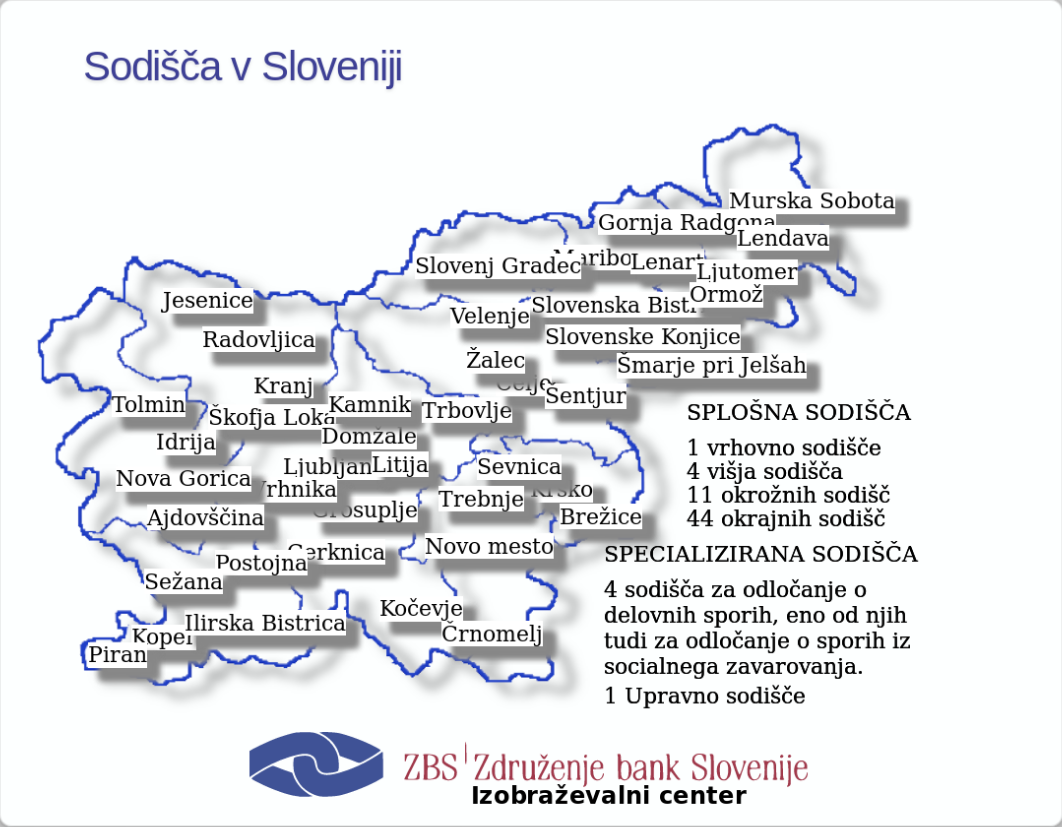 Sodišča v Sloveniji
Murska Sobota
Gornja Radgona
Lendava
Slovenj Gradec
Lenart
Ljutomer
Ormož
Jesenice
Slovenska
Velenje
Radovljica
Slovenske Konjice
Žalec
Šmarje pri Jelšah
Kranj
Celje
Šentjur
Tolmin
Škofja Loka
Kamnik
Trbovlje
SPLOŠNA SODIŠČA
Idrija
Domžale
1 vrhovno sodišče
Litija
Sevnica
4 višja sodišča
Nova Gorica
Vrhnika
Trebnje
Krško
11 okrožnih sodišč
Ajdovščina
Grosuplje
Brežice
44 okrajnih sodišč
Postojna
Cerknica
Novo mesto
SPECIALIZIRANA SODIŠČA
Sežana
4 sodišča za odločanje o
delovnih sporih, eno od njih
tudi za odločanje o sporih iz
socialnega zavarovanja.
Kočevje
Ilirska Bistrica
Črnomelj
Koper
Piran
1 Upravno sodišče
ZBS Združenje bank Slovenije
Izobraževalni center